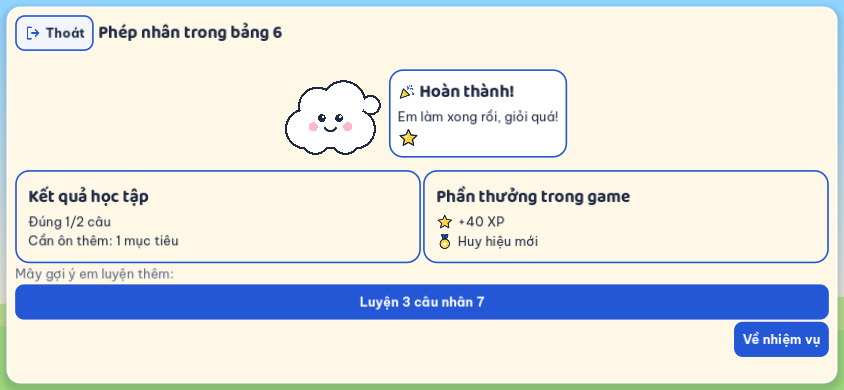 Thoát
Phép nhân trong bảng 6
Hoàn thành!
Em làm xong rồi, giỏi quá!
Kết quả học tập
Đúng 1/2 câu
Cần ôn thêm: 1 mục tiêu
Phần thưởng trong game
+40 XP
Huy hiệu mới
Mây gợi ý em luyện thêm:
Luyện 3 câu nhân 7
Về nhiệm vụ